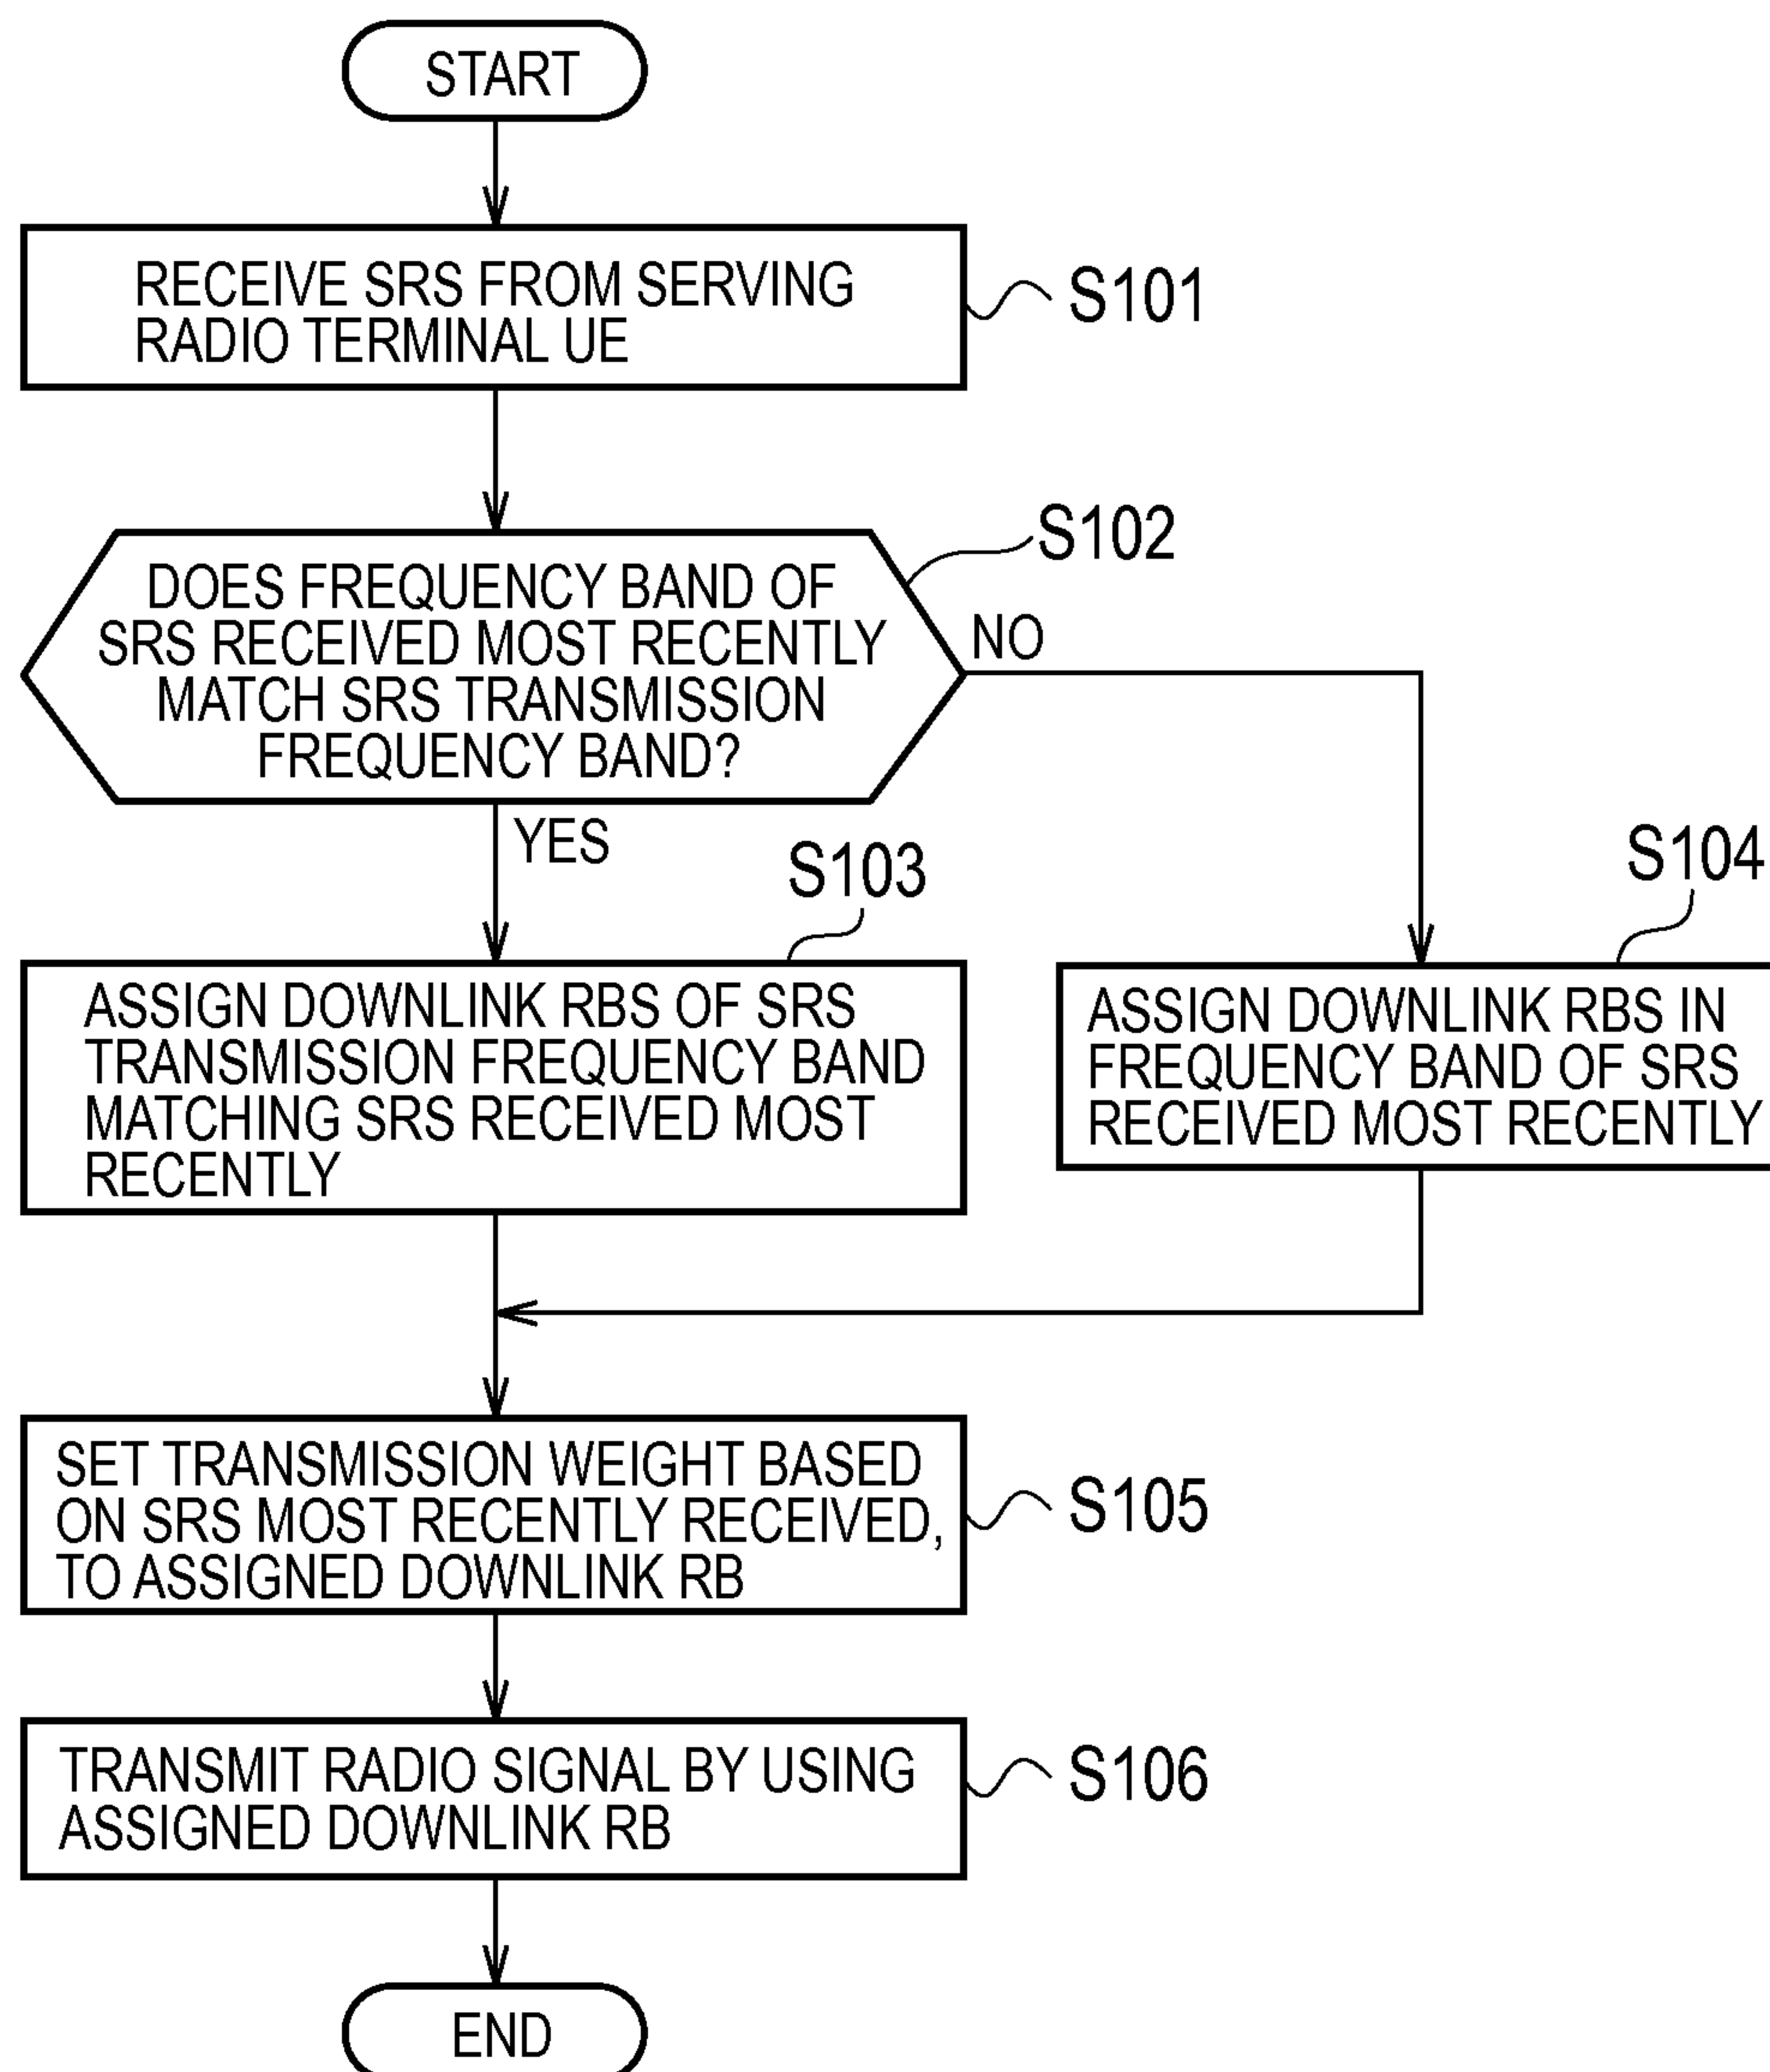 START
RECEIVE SRS FROM SERVING
RADIO TERMINAL UE
S101
DOES FREQUENCY BAND OF
SRS RECEIVED MOST RECENTLY
MATCH SRS TRANSMISSION
FREQUENCY BAND?
S102
NO
YES
S103
ASSIGN DOWNLINK RBS OF SRS
TRANSMISSION FREQUENCY BAND
MATCHING SRS RECEIVED MOST
RECENTLY
S104
ASSIGN DOWNLINK RBS IN
FREQUENCY BAND OF SRS
RECEIVED MOST RECENTLY
SET TRANSMISSION WEIGHT BASED
ON SRS MOST RECENTLY RECEIVED,
TO ASSIGNED DOWNLINK RB
S105
TRANSMIT RADIO SIGNAL BY USING
ASSIGNED DOWNLINK RB
S106
END